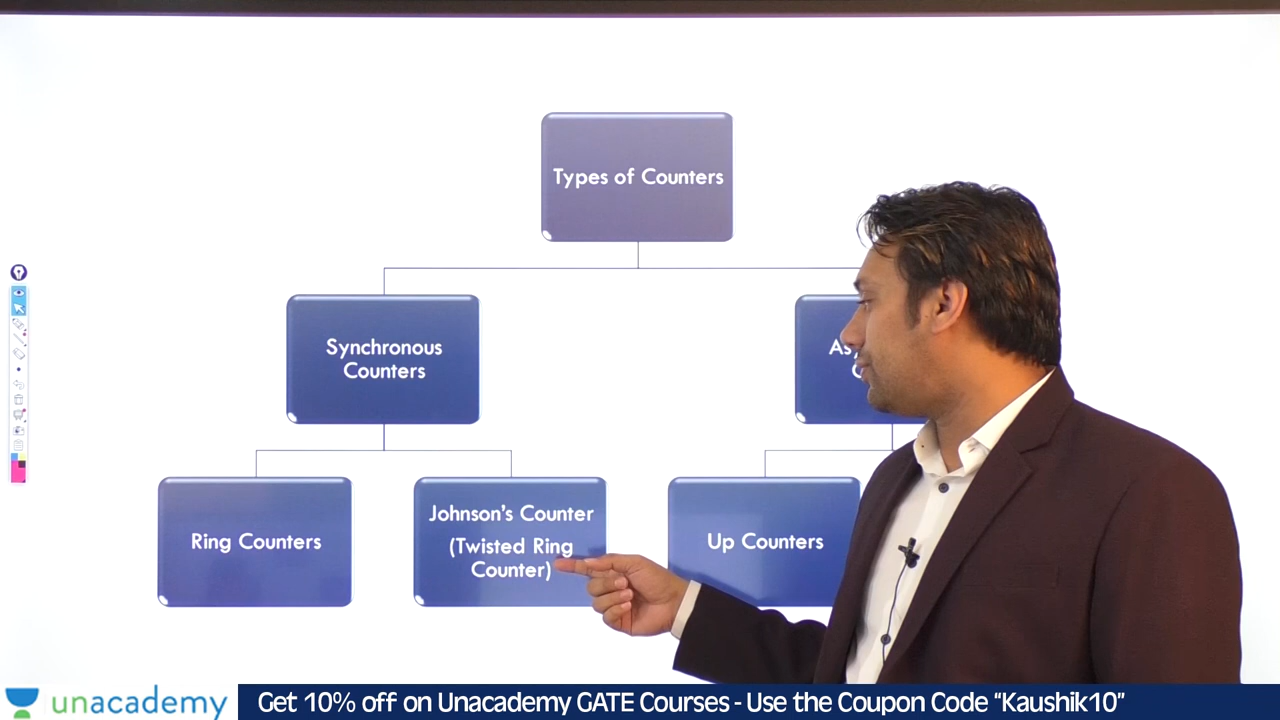 Types of Counters
Synchronous
Counters
Ring Counters
Johnson's Counter
(Twisted Ring
Counter)
Up Counters
unacademy
Get 10% off on Unacademy GATE Courses - Use the Coupon Code “Kaushik10”